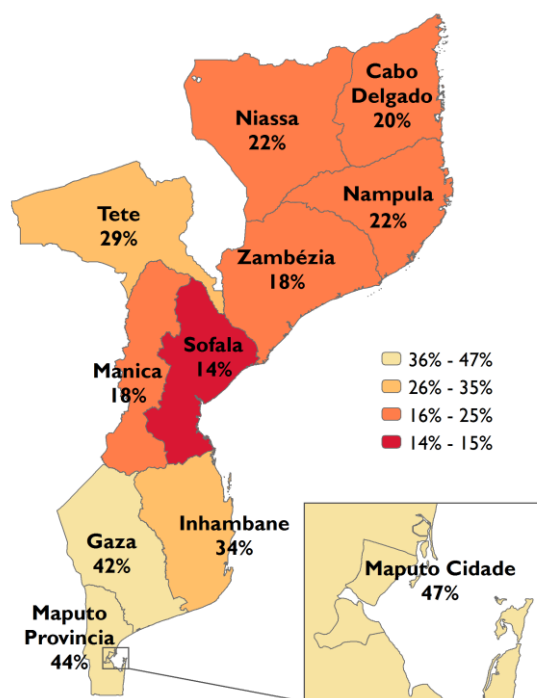 Cabo
Delgado
20%
Niassa
22%
Nampula
22%
Tete
29%
Zambézia
18%
Sofala
14%
Manica
18%
36% - 47%
26% - 35%
16% - 25%
14% - 15%
Inhambane
34%
Gaza
42%
Maputo Cidade
47%
Maputo
Provincia
44%